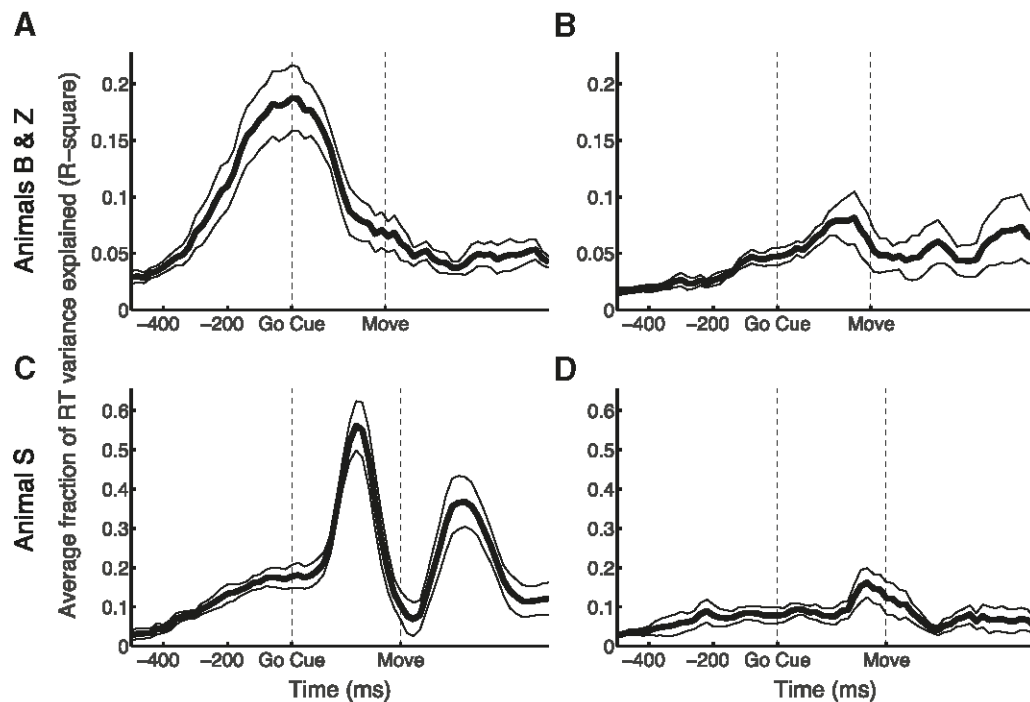 A
B
Average fraction of RT variance explained (R-square)
Animals B & Z
0.2
0.15
0.1
0.05
0
-400 -200 Go Cue Move
0.2
0.15
0.1
0.05
0
-400 -200 Go Cue Move
C
D
Animal S
0.6
0.5
0.4
0.3
0.2
0.1
0
-400 -200 Go Cue Move
Time (ms)
0.6
0.5
0.4
0.3
0.2
0.1
0
-400 -200 Go Cue Move
Time (ms)